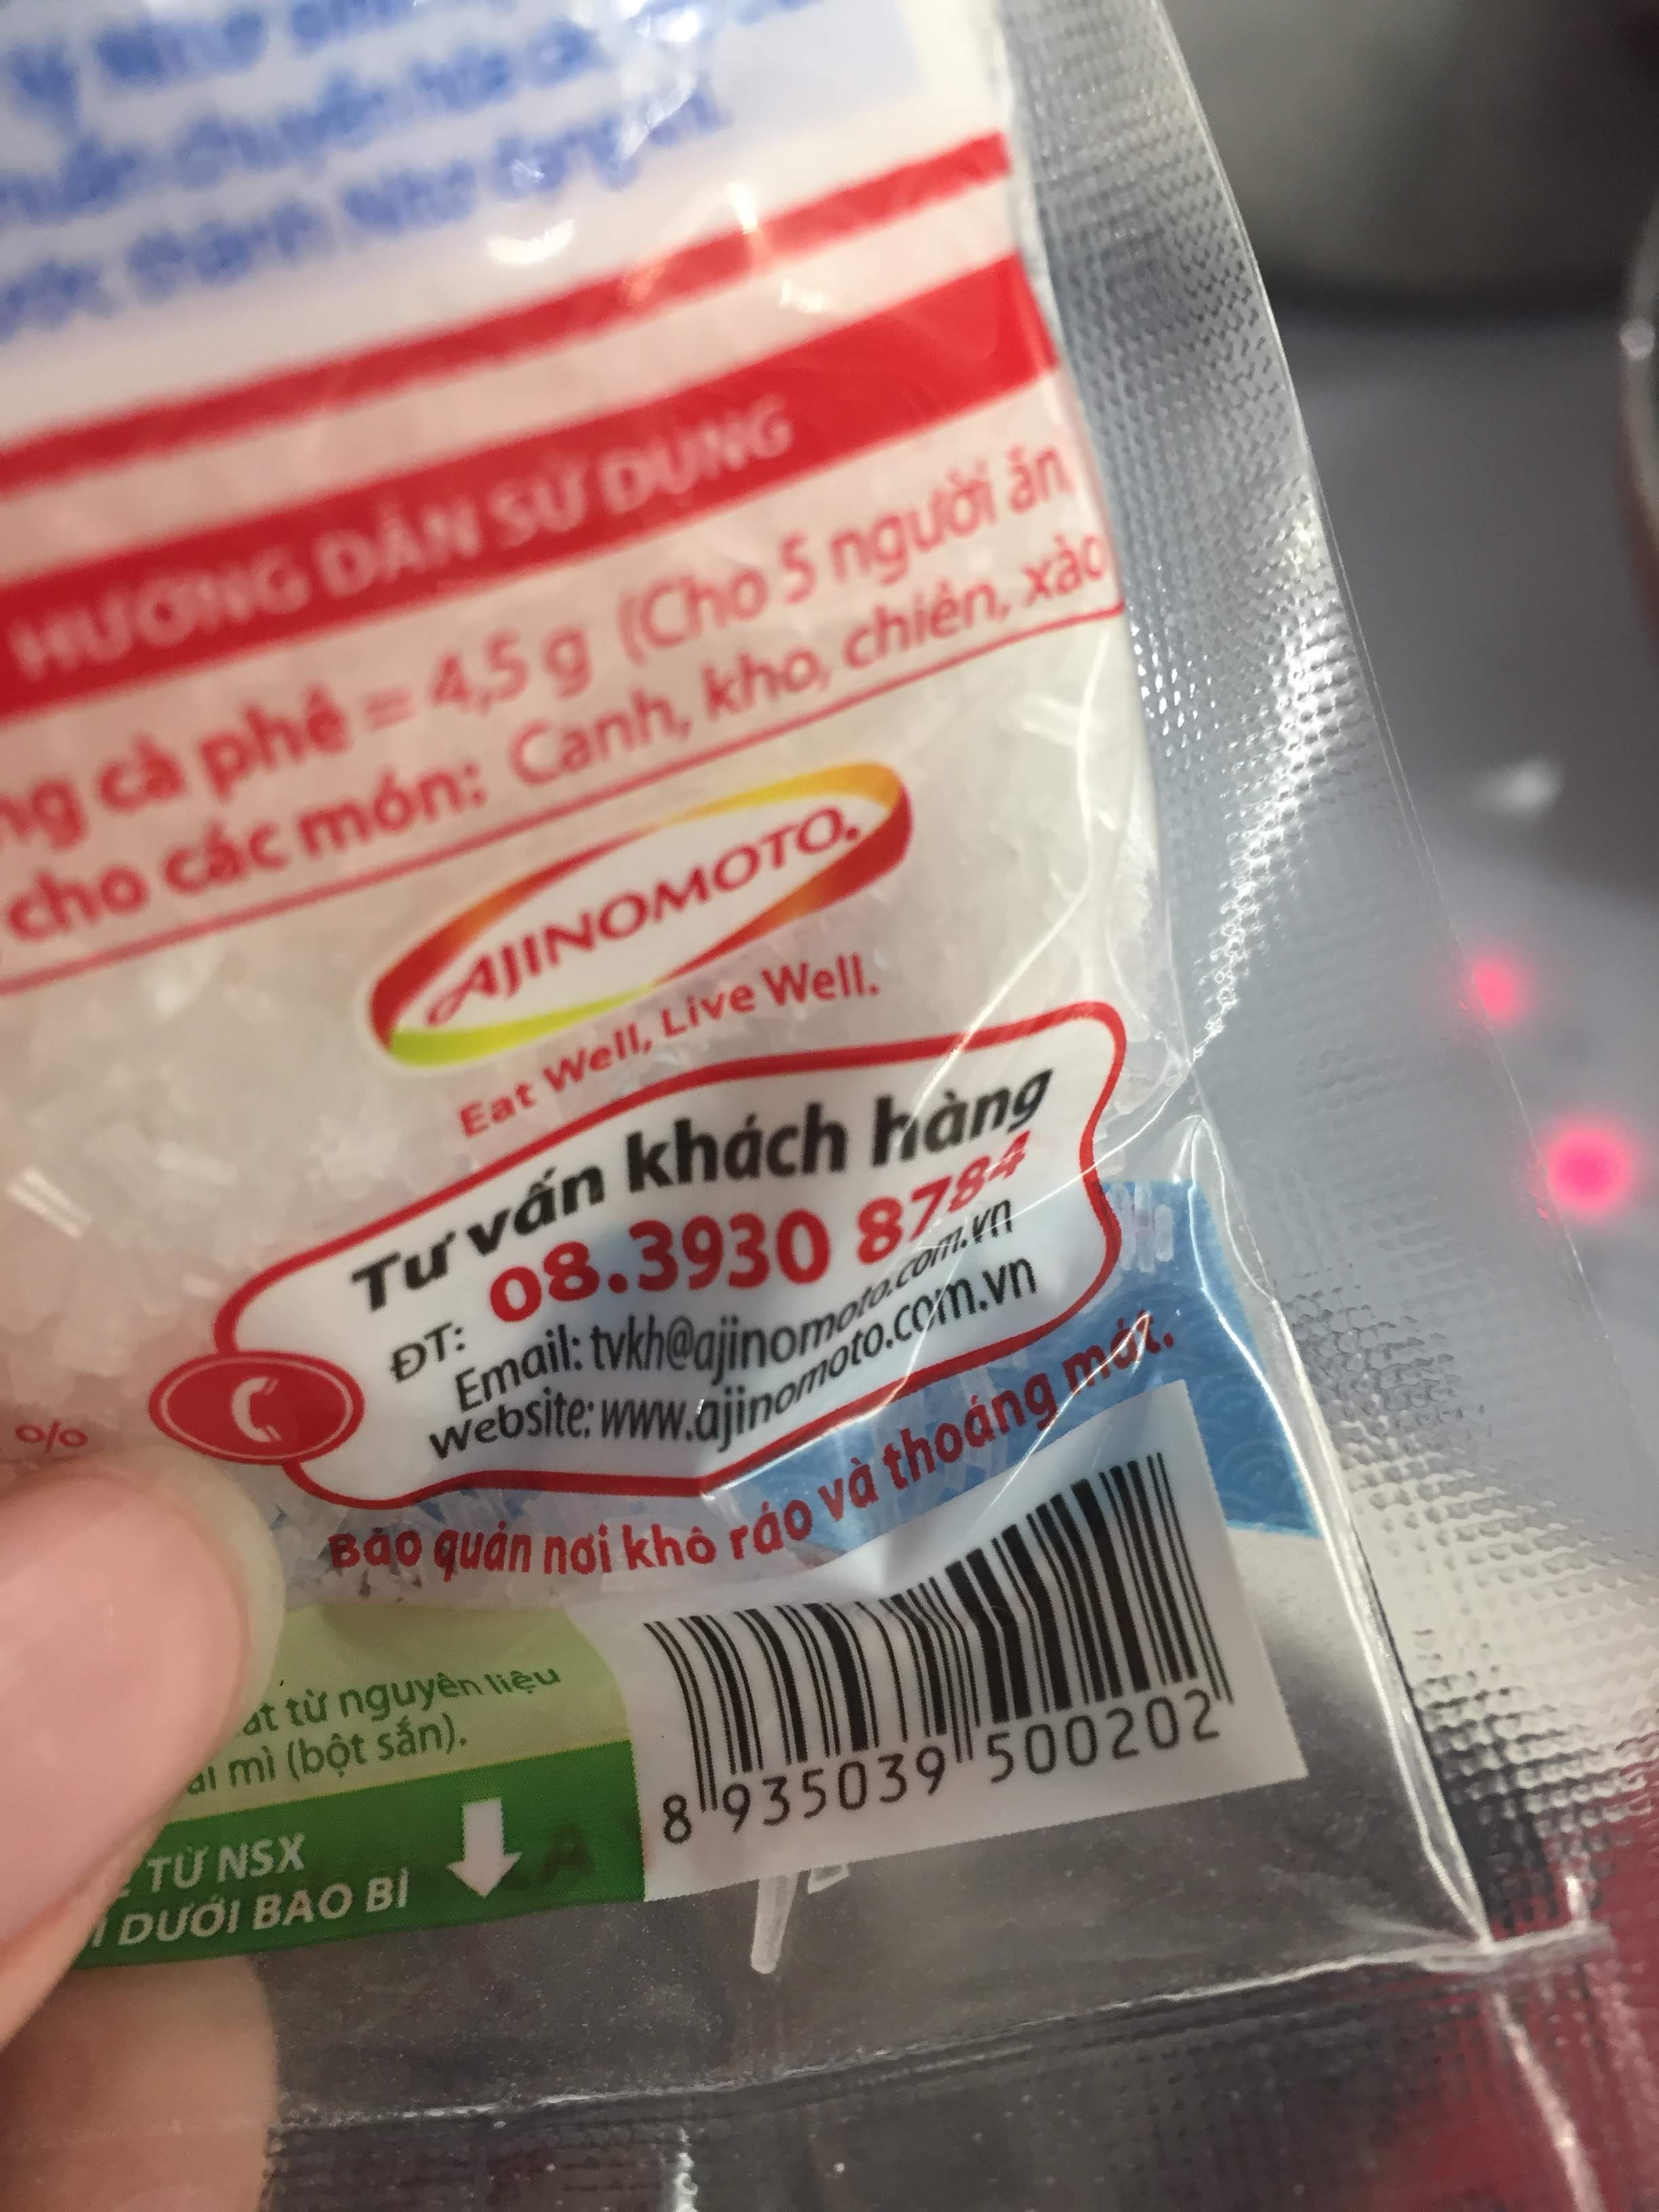 HƯỚNG DẪN SỬ DỤNG
cà phê = 4,5 g (Cho 5 người ăn
cho các món: Canh, kho, chiên, xào
AJINOMOTO.
Eat Well, Live Well.
Tư vấn khách hàng
ĐT: 08.3930 8784
Email: tvkh@ajinomoto.com.vn
Website: www.ajinomoto.com.vn
%
Bảo quản nơi khô ráo và thoáng mát.
từ nguyên liệu
mì (bột sắn).
TỪ NSX
DƯỚI BAO BÌ
8 935039 500202